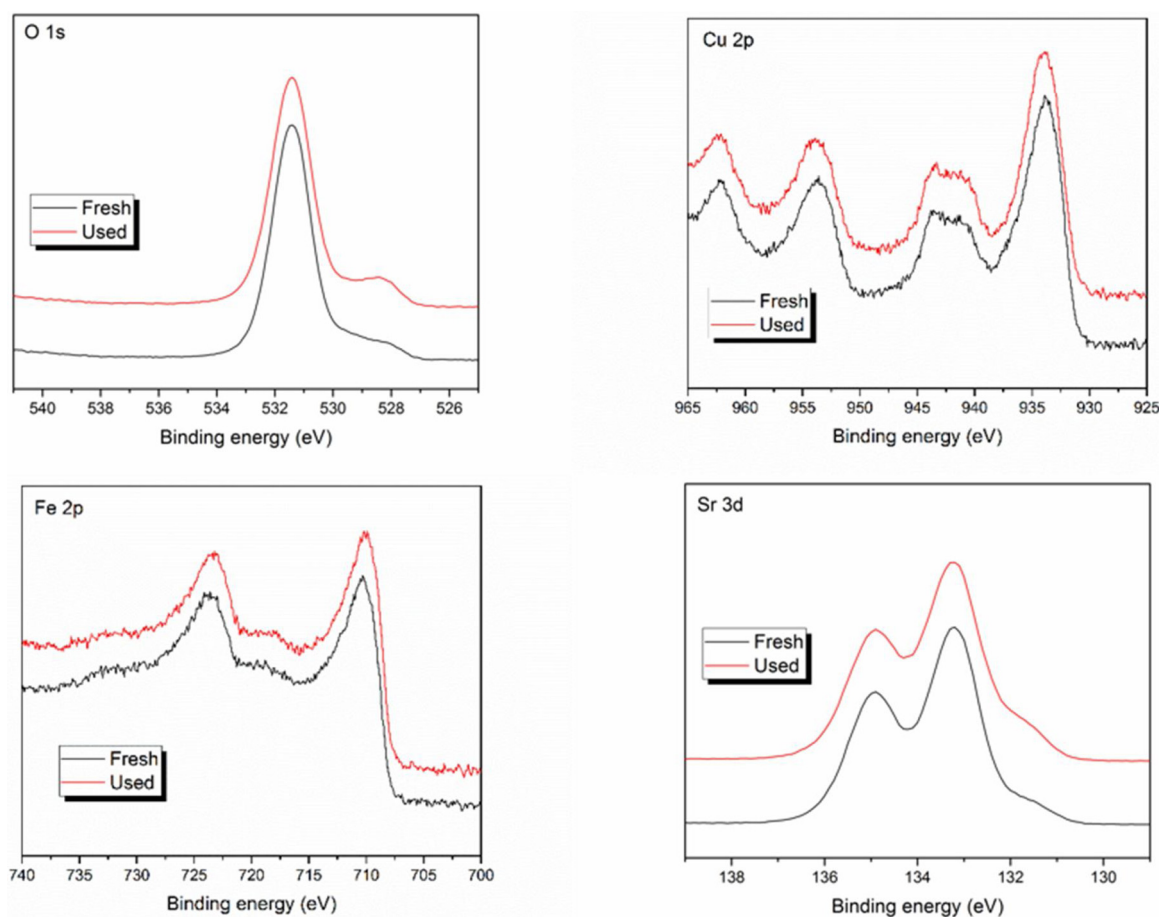 O 1s
Fresh
Used
540 538 536 534 532 530 528 526
Binding energy (eV)
Cu 2p
Fresh
Used
965 960 955 950 945 940 935 930 925
Binding energy (eV)
Fe 2p
Fresh
Used
740 735 730 725 720 715 710 705 700
Binding energy (eV)
Sr 3d
Fresh
Used
138 136 134 132 130
Binding energy (eV)